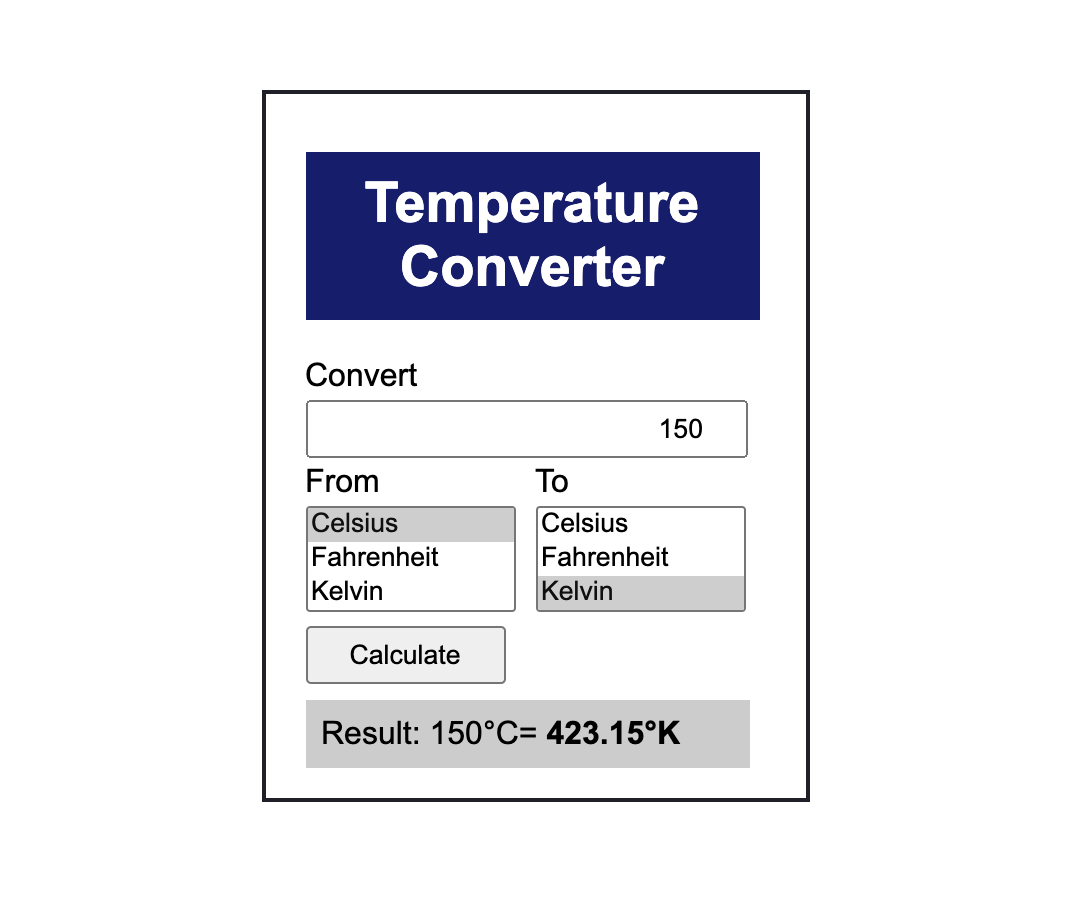 Temperature
Converter
Convert
150
From
To
Celsius
Fahrenheit
Kelvin
Celsius
Fahrenheit
Kelvin
Calculate
Result: 150°C= 423.15°K